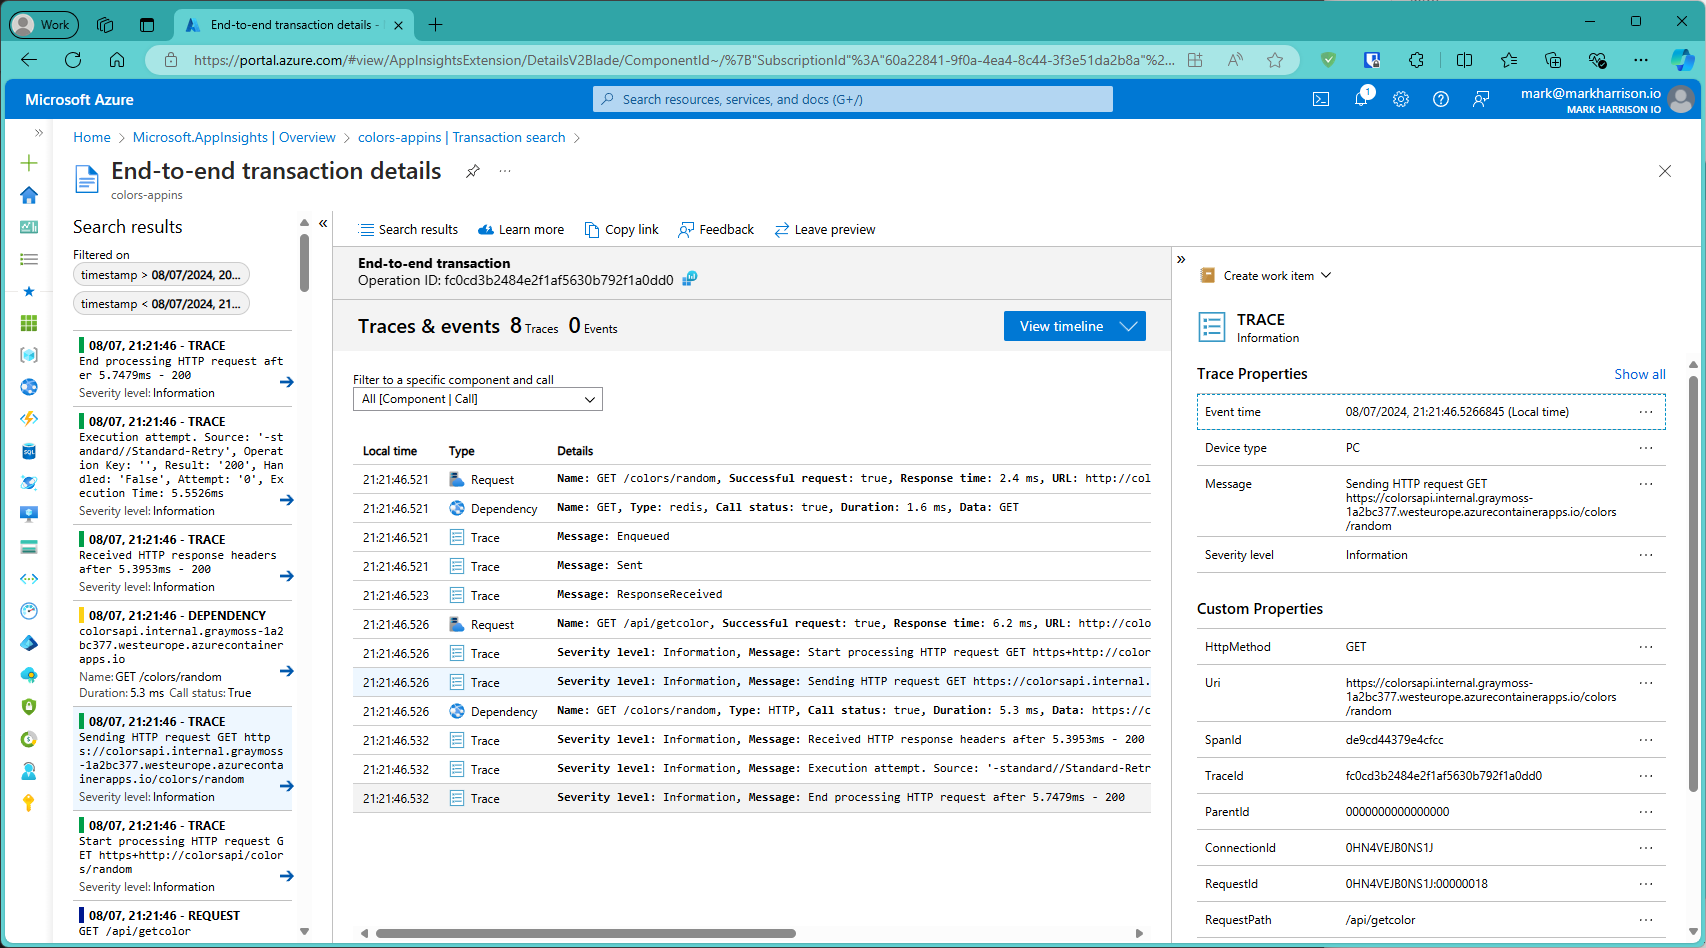 Work
End-to-end transaction details -
https://portal.azure.com/#view/AppInsightsExtension/DetailsV2Blade/ComponentId~/%7B"SubscriptionId"%3A"60a22841-9f0a-4ea4-8c44-3f3e51da2b8a"%2...
Microsoft Azure
Search resources, services, and docs (G+/)
1
mark@markharrison.io
MARK HARRISON IO
Home > Microsoft.AppInsights | Overview > colors-appins | Transaction search >
End-to-end transaction details
colors-appins
Search results
Filtered on
timestamp > 08/07/2024, 20...
timestamp < 08/07/2024, 21...
08/07, 21:21:46 - TRACE
End processing HTTP request aft
er 5.7479ms - 200
Severity level: Information
08/07, 21:21:46 - TRACE
Execution attempt. Source: '-st
andard//Standard-Retry', Operat
ion Key: '', Result: '200', Han
dled: 'False', Attempt: '0', Ex
ecution Time: 5.5526ms
Severity level: Information
08/07, 21:21:46 - TRACE
Received HTTP response headers
after 5.3953ms - 200
Severity level: Information
08/07, 21:21:46 - DEPENDENCY
colorsapi.internal.graymoss-1a2
bc377.westeurope.azurecontainer
apps.io
Name: GET /colors/random
Duration: 5.3 ms Call status: True
08/07, 21:21:46 - TRACE
Sending HTTP request GET http
s://colorsapi.internal.graymoss
-1a2bc377.westeurope.azureconta
inerapps.io/colors/random
Severity level: Information
08/07, 21:21:46 - TRACE
Start processing HTTP request G
ET https+http://colorsapi/color
s/random
Severity level: Information
08/07, 21:21:46 - REQUEST
GET /api/getcolor
Search results
Learn more
Copy link
Feedback
Leave preview
End-to-end transaction
Operation ID: fc0cd3b2484e2f1af5630b792f1a0dd0
Traces & events 8 Traces 0 Events
View timeline
Filter to a specific component and call
All [Component | Call]
Local time Type Details
21:21:46.521 Request Name: GET /colors/random, Successful request: true, Response time: 2.4 ms, URL: http://col
21:21:46.521 Dependency Name: GET, Type: redis, Call status: true, Duration: 1.6 ms, Data: GET
21:21:46.521 Trace Message: Enqueued
21:21:46.521 Trace Message: Sent
21:21:46.523 Trace Message: ResponseReceived
21:21:46.526 Request Name: GET /api/getcolor, Successful request: true, Response time: 6.2 ms, URL: http://colo
21:21:46.526 Trace Severity level: Information, Message: Start processing HTTP request GET https+http://color
21:21:46.526 Trace Severity level: Information, Message: Sending HTTP request GET https://colorsapi.internal.
21:21:46.526 Dependency Name: GET /colors/random, Type: HTTP, Call status: true, Duration: 5.3 ms, Data: https://c
21:21:46.532 Trace Severity level: Information, Message: Received HTTP response headers after 5.3953ms - 200
21:21:46.532 Trace Severity level: Information, Message: Execution attempt. Source: '-standard//Standard-Retr
21:21:46.532 Trace Severity level: Information, Message: End processing HTTP request after 5.7479ms - 200
Create work item
TRACE
Information
Trace Properties Show all
Event time 08/07/2024, 21:21:46.5266845 (Local time)
Device type PC
Message Sending HTTP request GET
https://colorsapi.internal.graymoss-
1a2bc377.westeurope.azurecontainerapps.io/colors
/random
Severity level Information
Custom Properties
HttpMethod GET
Uri https://colorsapi.internal.graymoss-
1a2bc377.westeurope.azurecontainerapps.io/colors
/random
SpanId de9cd44379e4cfcc
TraceId fc0cd3b2484e2f1af5630b792f1a0dd0
ParentId 0000000000000000
ConnectionId 0HN4VEJB0NS1J
RequestId 0HN4VEJB0NS1J:00000018
RequestPath /api/getcolor